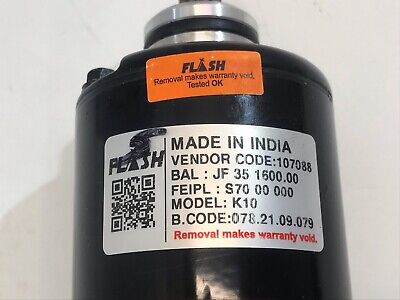 FLASH
Removal makes warranty void,
Tested OK
FLASH
MADE IN INDIA
VENDOR CODE:107088
BAL : JF 35 1600.00
FEIPL : S70 00 000
MODEL: K10
B.CODE:078.21.09.079
Removal makes warranty void.